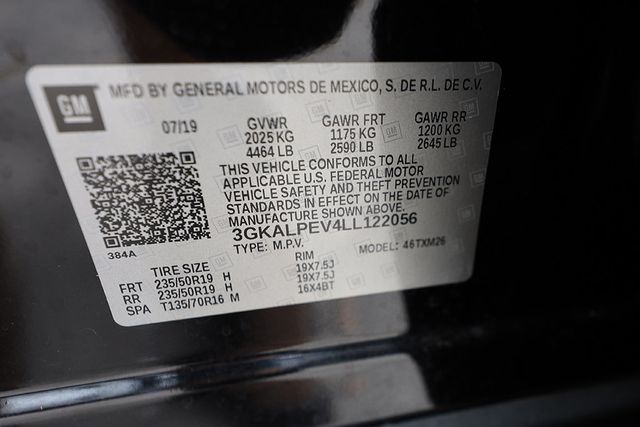 GM
MFD BY GENERAL MOTORS DE MEXICO, S. DE R.L. DE C.V.
07/19 GVWR GAWR FRT GAWR RR
2025 KG 1175 KG 1200 KG
4464 LB 2590 LB 2645 LB
THIS VEHICLE CONFORMS TO ALL
APPLICABLE U.S. FEDERAL MOTOR
VEHICLE SAFETY AND THEFT PREVENTION
STANDARDS IN EFFECT ON THE DATE OF
MANUFACTURE SHOWN ABOVE.
3GKALPEV4LL122056
384A TYPE: M.P.V. MODEL: 46TXM26
TIRE SIZE RIM
FRT 235/50R19 H 19X7.5J
RR 235/50R19 H 19X7.5J
SPA T135/70R16 M 16X4BT